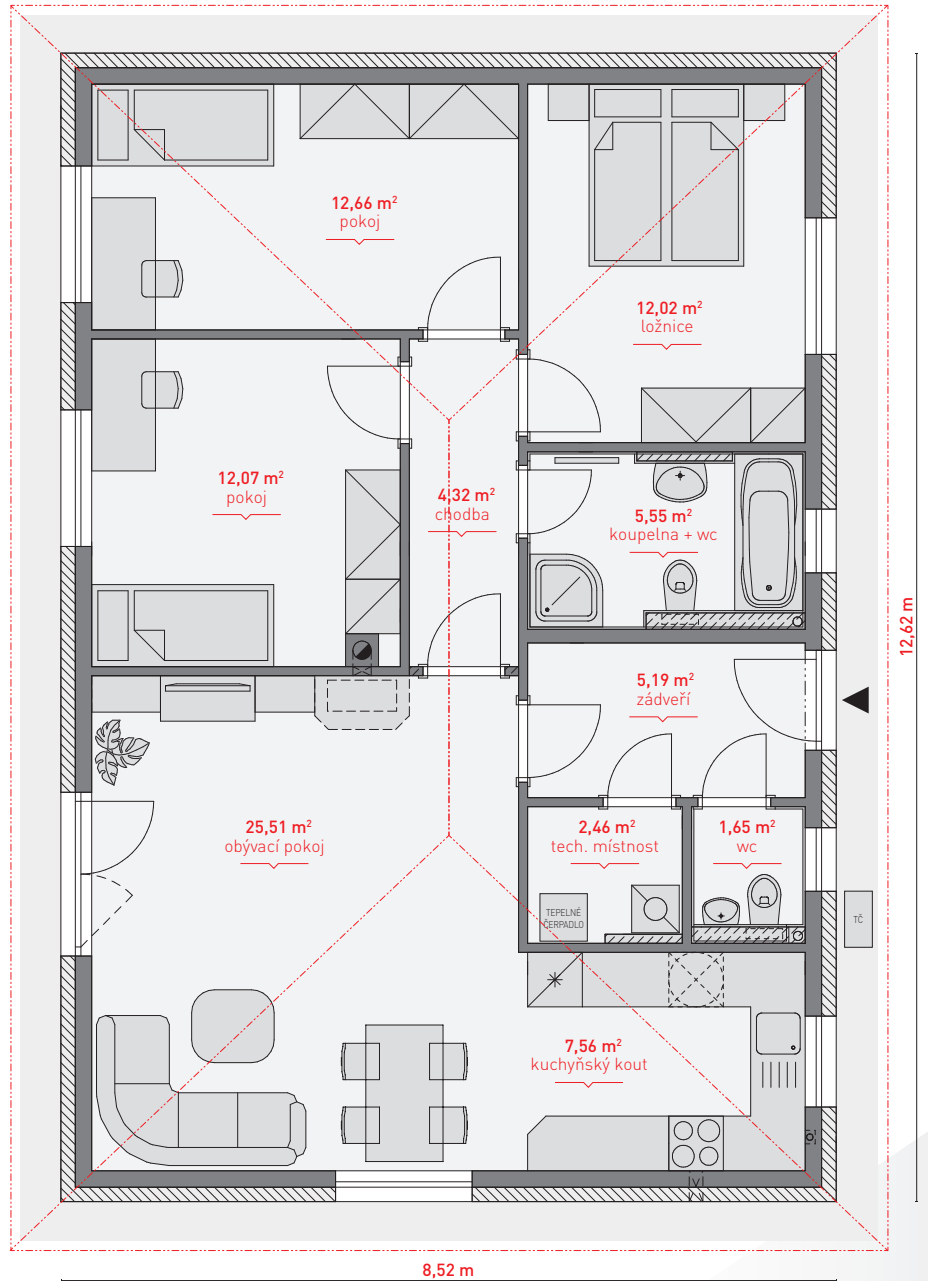 12,66 m²
pokoj
12,02 m²
ložnice
12,07 m²
pokoj
4,32 m²
chodba
5,55 m²
koupelna + wc
5,19 m²
zádveří
25,51 m²
obývací pokoj
2,46 m²
tech. místnost
1,65 m²
wc
TEPELNÉ
ČERPADLO
TČ
7,56 m²
kuchyňský kout
12,62 m
8,52 m